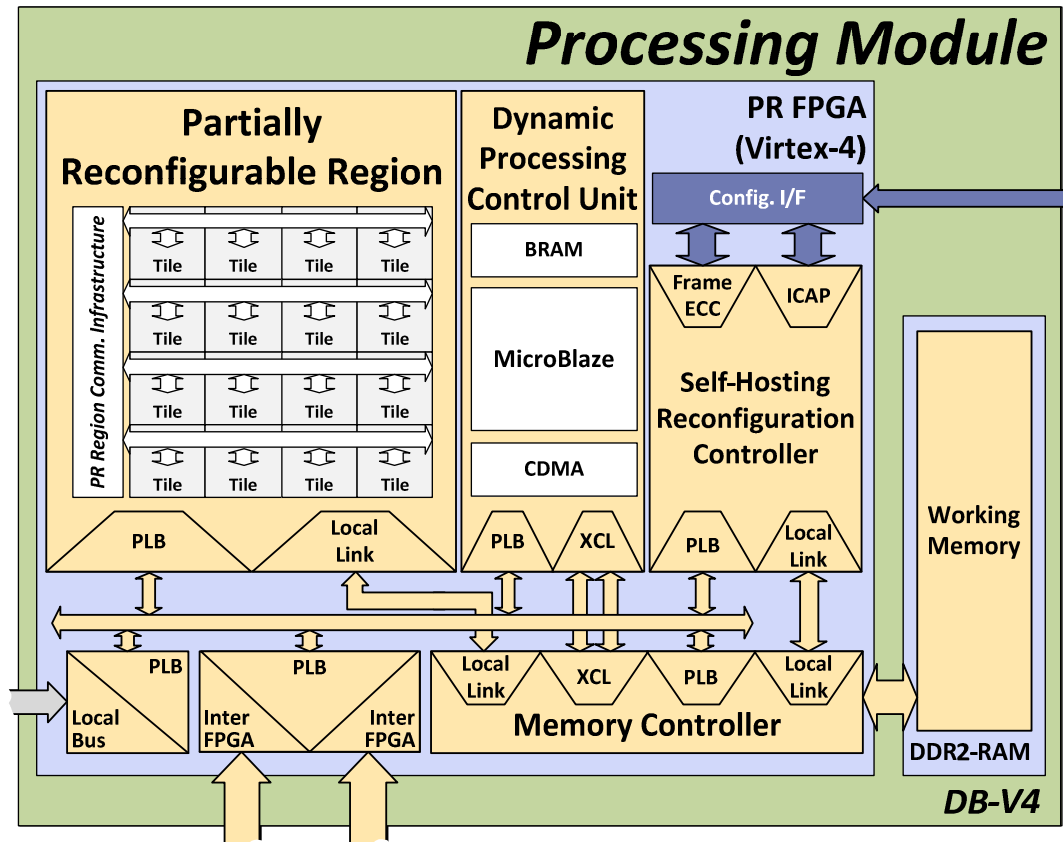 Processing Module
Partially
Reconfigurable Region
PR Region Comm. Infrastructure
Tile Tile Tile Tile
Tile Tile Tile Tile
Tile Tile Tile Tile
Tile Tile Tile Tile
PLB
Local
Link
Dynamic
Processing
Control Unit
BRAM
MicroBlaze
CDMA
PLB
XCL
PR FPGA
(Virtex-4)
Config. I/F
Frame
ECC
ICAP
Self-Hosting
Reconfiguration
Controller
PLB
Local
Link
PLB
Local
Bus
PLB
Inter
FPGA
Inter
FPGA
Local
Link
XCL
PLB
Local
Link
Memory Controller
Working
Memory
DDR2-RAM
DB-V4